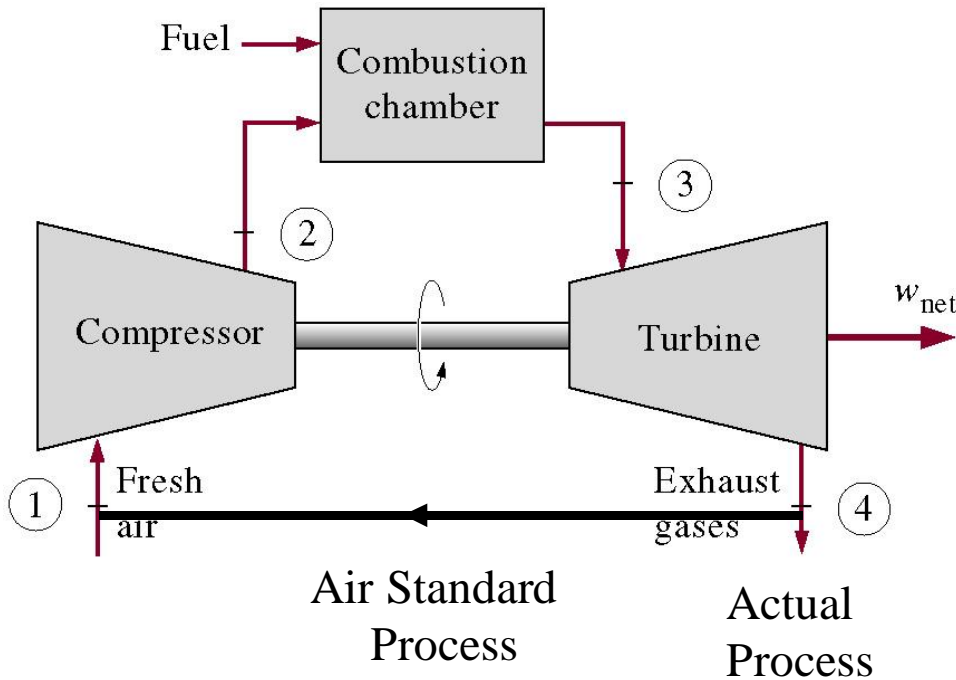 Fuel
Combustion
chamber
2
3
Compressor
Turbine
w_net
1
Fresh
air
Exhaust
gases
4
Air Standard
Process
Actual
Process